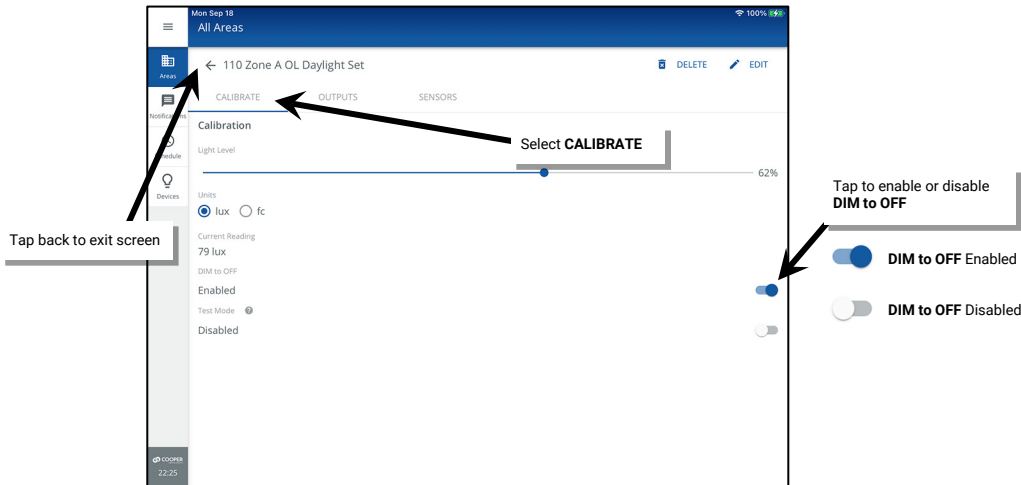 Mon Sep 18
100%
All Areas
Areas
110 Zone A OL Daylight Set
DELETE
EDIT
CALIBRATE
OUTPUTS
SENSORS
Calibration
Select CALIBRATE
Light Level
62%
Devices
Units
lux
fc
Tap back to exit screen
Current Reading
79 lux
DIM to OFF
Enabled
Test Mode
Disabled
Tap to enable or disable
DIM to OFF
DIM to OFF Enabled
DIM to OFF Disabled
COOPER
22:25